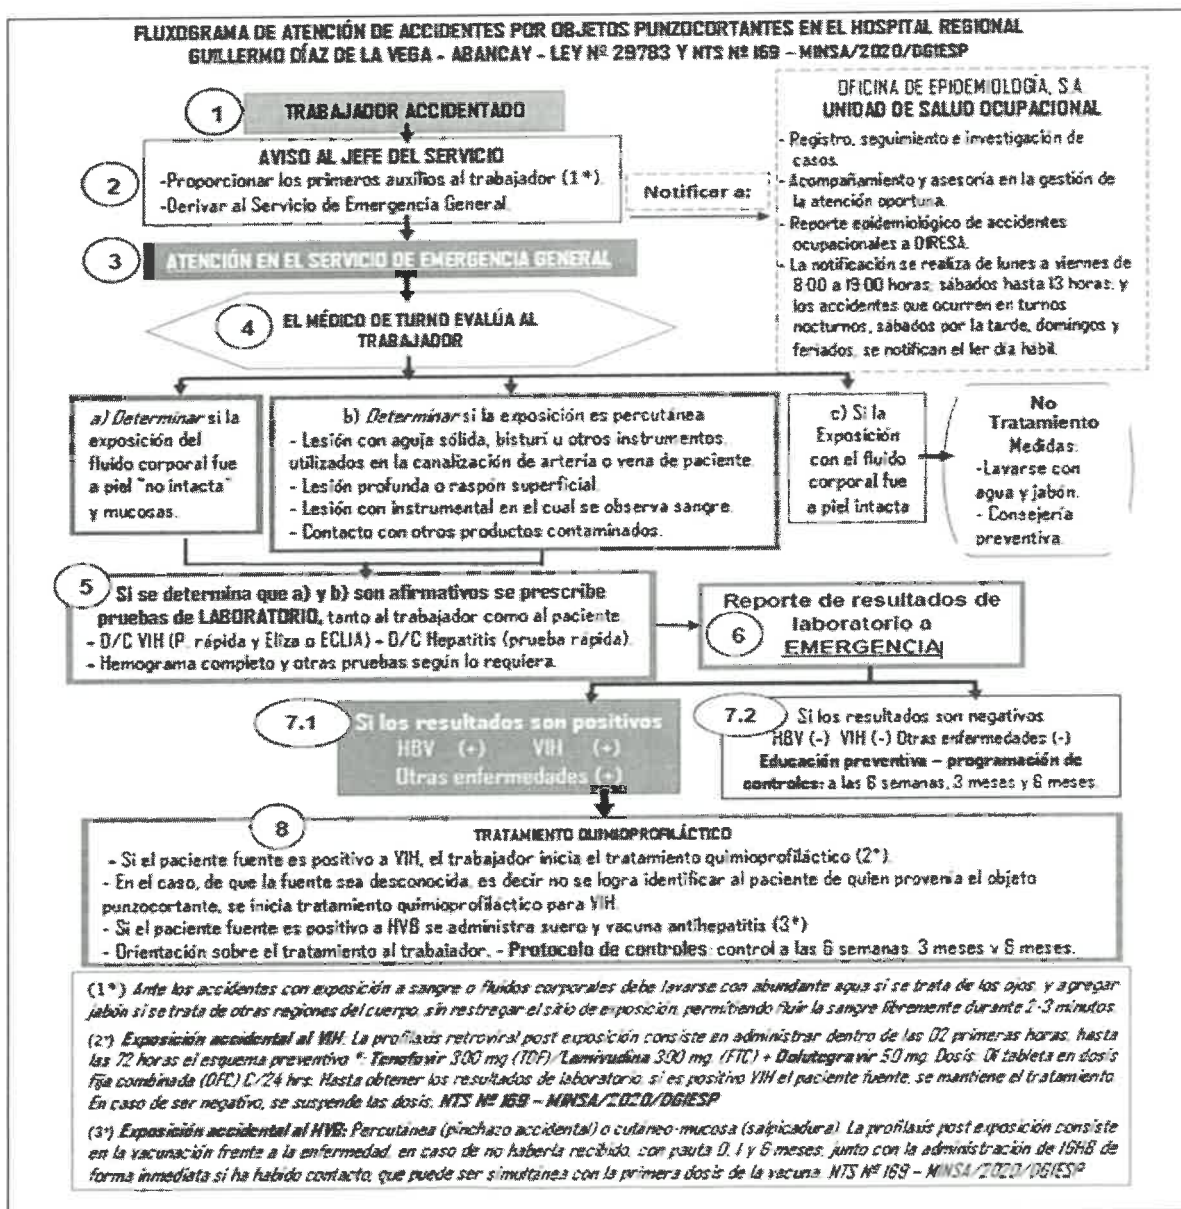 FLUXOGRAMA DE ATENCIÓN DE ACCIDENTES POR OBJETOS PUNZOCORTANTES EN EL HOSPITAL REGIONAL
GUILLERMO DÍAZ DE LA VEGA - ABANCAY - LEY Nº 29783 Y NTS Nº 169 – MINSA/2020/DGIESP
1
TRABAJADOR ACCIDENTADO
2
AVISO AL JEFE DEL SERVICIO
-Proporcionar los primeros auxilios al trabajador (1*).
-Derivar al Servicio de Emergencia General.
Notificar a:
OFICINA DE EPIDEMIOLOGÍA, S.A
UNIDAD DE SALUD OCUPACIONAL
- Registro, seguimiento e investigación de
casos.
- Acompañamiento y asesoría en la gestión de
la atención oportuna.
- Reporte epidemiológico de accidentes
ocupacionales a DIRESA.
- La notificación se realiza de lunes a viernes de
8:00 a 19:00 horas; sábados hasta 13 horas; y
los accidentes que ocurren en turnos
nocturnos, sábados por la tarde, domingos y
feriados, se notifican el 1er día hábil.
3
ATENCIÓN EN EL SERVICIO DE EMERGENCIA GENERAL
4
EL MÉDICO DE TURNO EVALÚA AL
TRABAJADOR
a) Determinar si la
exposición del
fluido corporal fue
a piel "no intacta"
y mucosas.
b) Determinar si la exposición es percutánea
- Lesión con aguja sólida, bisturí u otros instrumentos
utilizados en la canalización de arteria o vena de paciente.
- Lesión profunda o raspón superficial.
- Lesión con instrumental en el cual se observa sangre.
- Contacto con otros productos contaminados.
c) Si la
Exposición
con el fluido
corporal fue
a piel intacta
No
Tratamiento
Medidas:
-Lavarse con
agua y jabón.
- Consejería
preventiva.
5
Si se determina que a) y b) son afirmativos se prescribe
pruebas de LABORATORIO, tanto al trabajador como al paciente
- D/C VIH (P. rápida y Eliza o ECLIA) - D/C Hepatitis (prueba rápida).
- Hemograma completo y otras pruebas según lo requiera.
6
Reporte de resultados de
laboratorio a
EMERGENCIA
7.1
Si los resultados son positivos
HBV (+) VIH (+)
Otras enfermedades (+)
7.2
Si los resultados son negativos
HBV (-) VIH (-) Otras enfermedades (-)
Educación preventiva – programación de
controles: a las 6 semanas, 3 meses y 6 meses.
8
TRATAMIENTO QUIMIOPROFILÁCTICO
- Si el paciente fuente es positivo a VIH, el trabajador inicia el tratamiento quimioprofiláctico (2*).
- En el caso, de que la fuente sea desconocida, es decir no se logra identificar al paciente de quien provenía el objeto
punzocortante, se inicia tratamiento quimioprofiláctico para VIH.
- Si el paciente fuente es positivo a HVB se administra suero y vacuna antihepatitis (3*)
- Orientación sobre el tratamiento al trabajador. - Protocolo de controles: control a las 6 semanas, 3 meses y 6 meses.
(1*) Ante los accidentes con exposición a sangre o fluidos corporales debe lavarse con abundante agua si se trata de los ojos, y agregar
jabón si se trata de otras regiones del cuerpo, sin restregar el sitio de exposición, permitiendo fluir la sangre libremente durante 2-3 minutos.
(2*) Exposición accidental al VIH. La profilaxis retroviral post exposición consiste en administrar dentro de las 02 primeras horas, hasta
las 72 horas el esquema preventivo *: Tenofovir 300 mg (TDF)/Lamivudina 300 mg. (FTC) + Dolutegravir 50 mg. Dosis: 01 tableta en dosis
fija combinada (DFC) C/24 hrs. Hasta obtener los resultados de laboratorio, si es positivo VIH el paciente fuente, se mantiene el tratamiento.
En caso de ser negativo, se suspende las dosis. NTS Nº 169 – MINSA/2020/DGIESP
(3*) Exposición accidental al HVB: Percutánea (pinchazo accidental) o cutáneo-mucosa (salpicadura). La profilaxis post exposición consiste
en la vacunación frente a la enfermedad, en caso de no haberla recibido, con pauta 0, 1 y 6 meses, junto con la administración de IGHB de
forma inmediata si ha habido contacto, que puede ser simultánea con la primera dosis de la vacuna. NTS Nº 169 – MINSA/2020/DGIESP